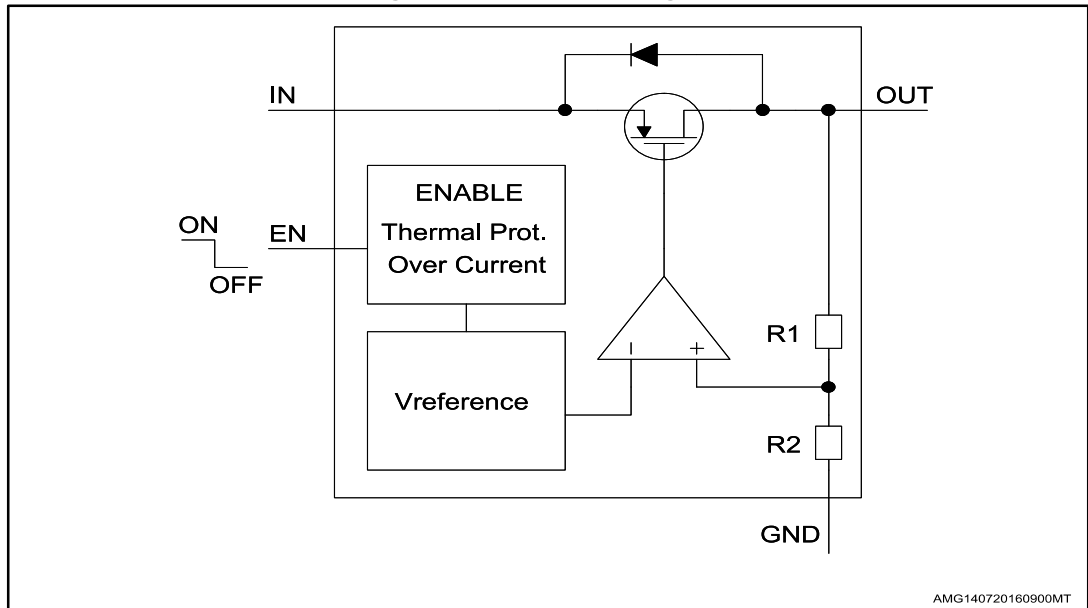 IN
OUT
ENABLE
Thermal Prot.
Over Current
ON
OFF
EN
Vreference
R1
R2
GND
AMG140720160900MT